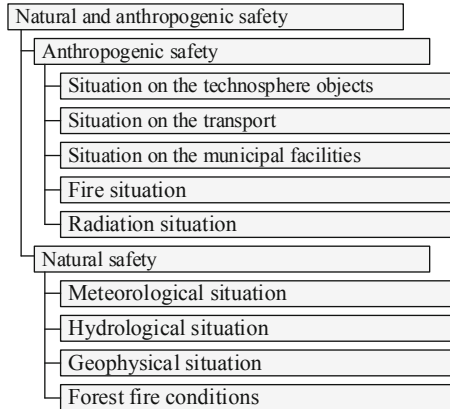 Natural and anthropogenic safety
Anthropogenic safety
Situation on the technosphere objects
Situation on the transport
Situation on the municipal facilities
Fire situation
Radiation situation
Natural safety
Meteorological situation
Hydrological situation
Geophysical situation
Forest fire conditions